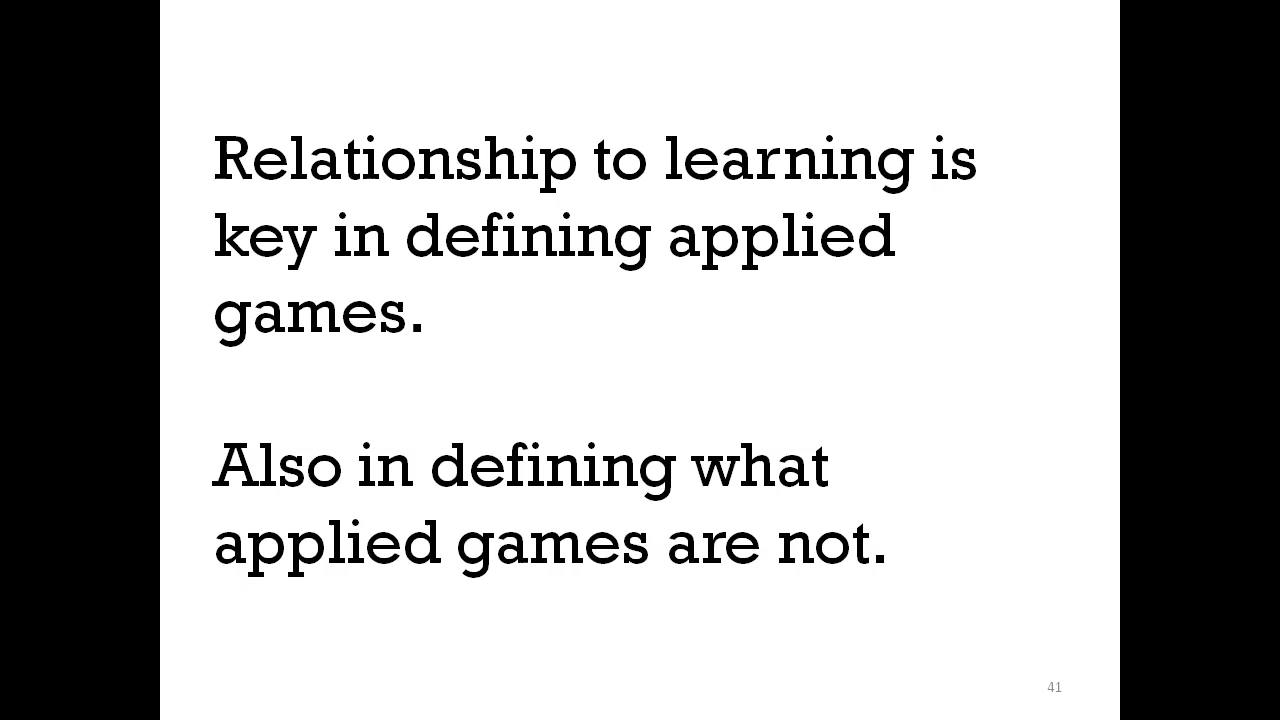 Relationship to learning is
key in defining applied
games.
Also in defining what
applied games are not.
41